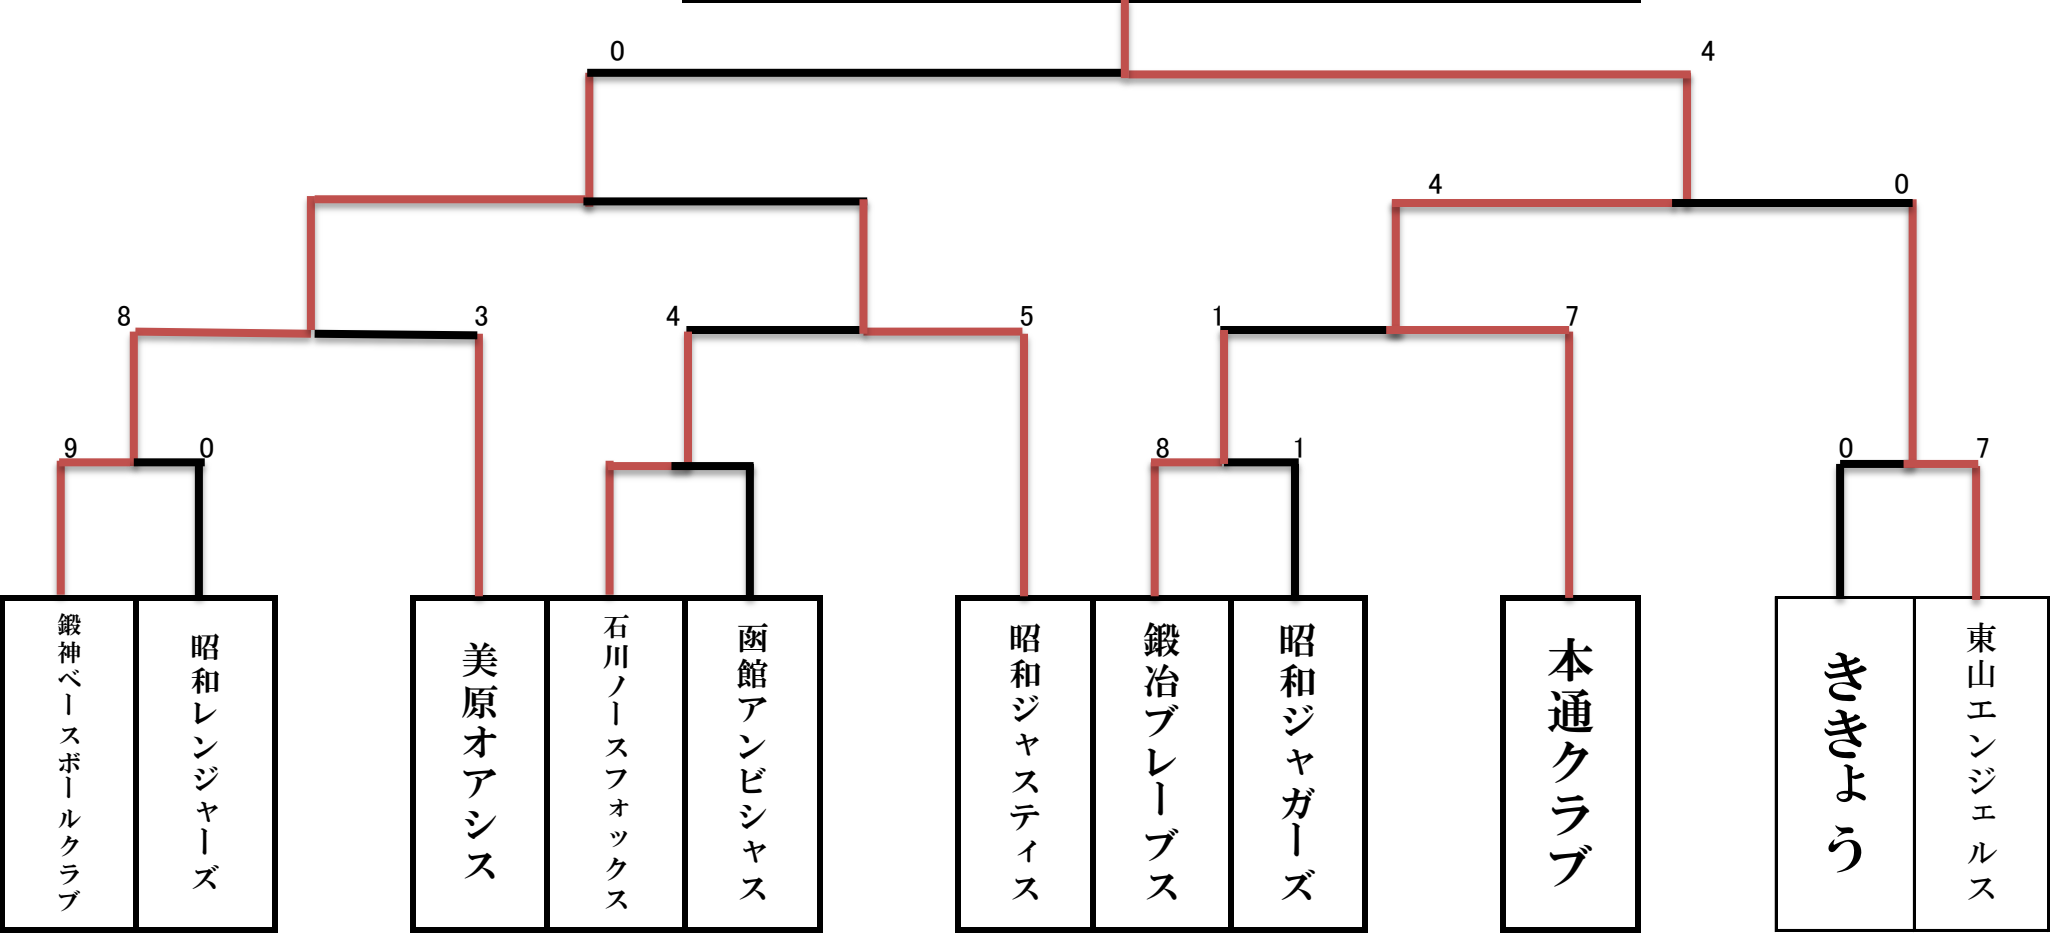 0 4
4 0
8 3 4 5 1 7
9 0 8 1 0 7
鍛神ベースボールクラブ
昭和レンジャーズ
美原オアシス
石川ノースフォックス
函館アンビシャス
昭和ジャスティス
鍛冶ブレーブス
昭和ジャガーズ
本通クラブ
ききょう
東山エンジェルス